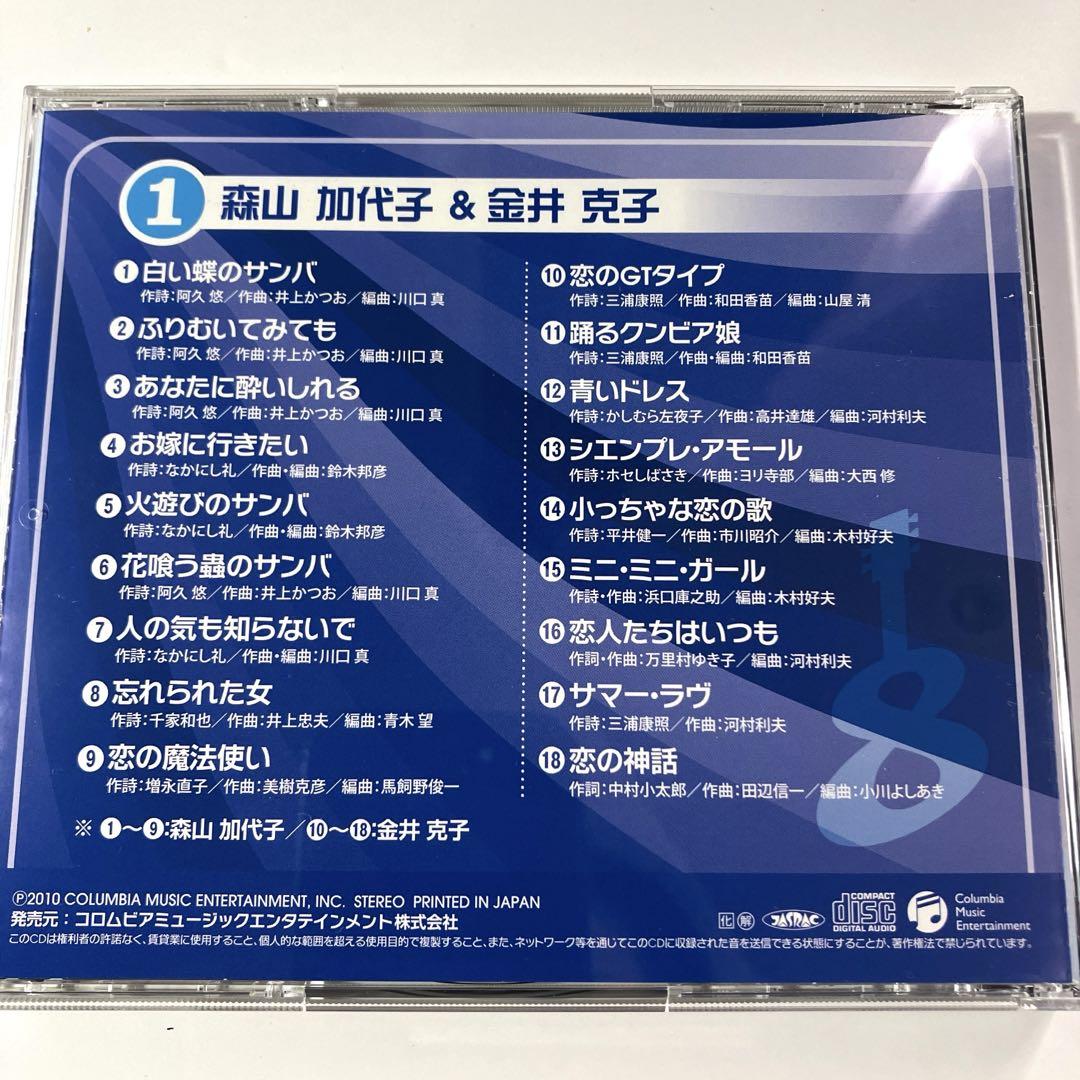 1 森山 加代子 & 金井 克子
1 白い蝶のサンバ
作詩:阿久 悠/作曲:井上かつお/編曲:川口 真
2 ふりむいてみても
作詩:阿久 悠/作曲:井上かつお/編曲:川口 真
3 あなたに酔いしれる
作詩:阿久 悠/作曲:井上かつお/編曲:川口 真
4 お嫁に行きたい
作詩:なかにし礼/作曲・編曲:鈴木邦彦
5 火遊びのサンバ
作詩:なかにし礼/作曲・編曲:鈴木邦彦
6 花喰う蟲のサンバ
作詩:阿久 悠/作曲:井上かつお/編曲:川口 真
7 人の気も知らないで
作詩:なかにし礼/作曲・編曲:川口 真
8 忘れられた女
作詩:千家和也/作曲:井上忠夫/編曲:青木 望
9 恋の魔法使い
作詩:増永直子/作曲:美樹克彦/編曲:馬飼野俊一
10 恋のGTタイプ
作詩:三浦康照/作曲:和田香苗/編曲:山屋 清
11 踊るクンビア娘
作詩:三浦康照/作曲・編曲:和田香苗
12 青いドレス
作詩:かしむら左夜子/作曲:高井達雄/編曲:河村利夫
13 シエンプレ・アモール
作詩:ホセしばさき/作曲:ヨリ寺部/編曲:大西 修
14 小っちゃな恋の歌
作詩:平井健一/作曲:市川昭介/編曲:木村好夫
15 ミニ・ミニ・ガール
作詩・作曲:浜口庫之助/編曲:木村好夫
16 恋人たちはいつも
作詞・作曲:万里村ゆき子/編曲:河村利夫
17 サマー・ラヴ
作詩:三浦康照/作曲:河村利夫
18 恋の神話
作詞:中村小太郎/作曲:田辺信一/編曲:小川よしあき
※ 1〜9:森山 加代子/10〜18:金井 克子
8
℗2010 COLUMBIA MUSIC ENTERTAINMENT, INC. STEREO PRINTED IN JAPAN
発売元:コロムビアミュージックエンタテインメント株式会社
このCDは権利者の許諾なく、賃貸業に使用すること、個人的な範囲を超える使用目的で複製すること、また、ネットワーク等を通じてこのCDに収録された音を送信できる状態にすることが、著作権法で禁じられています。
化 解
JASRAC
COMPACT
disc
DIGITAL AUDIO
Columbia
Music
Entertainment